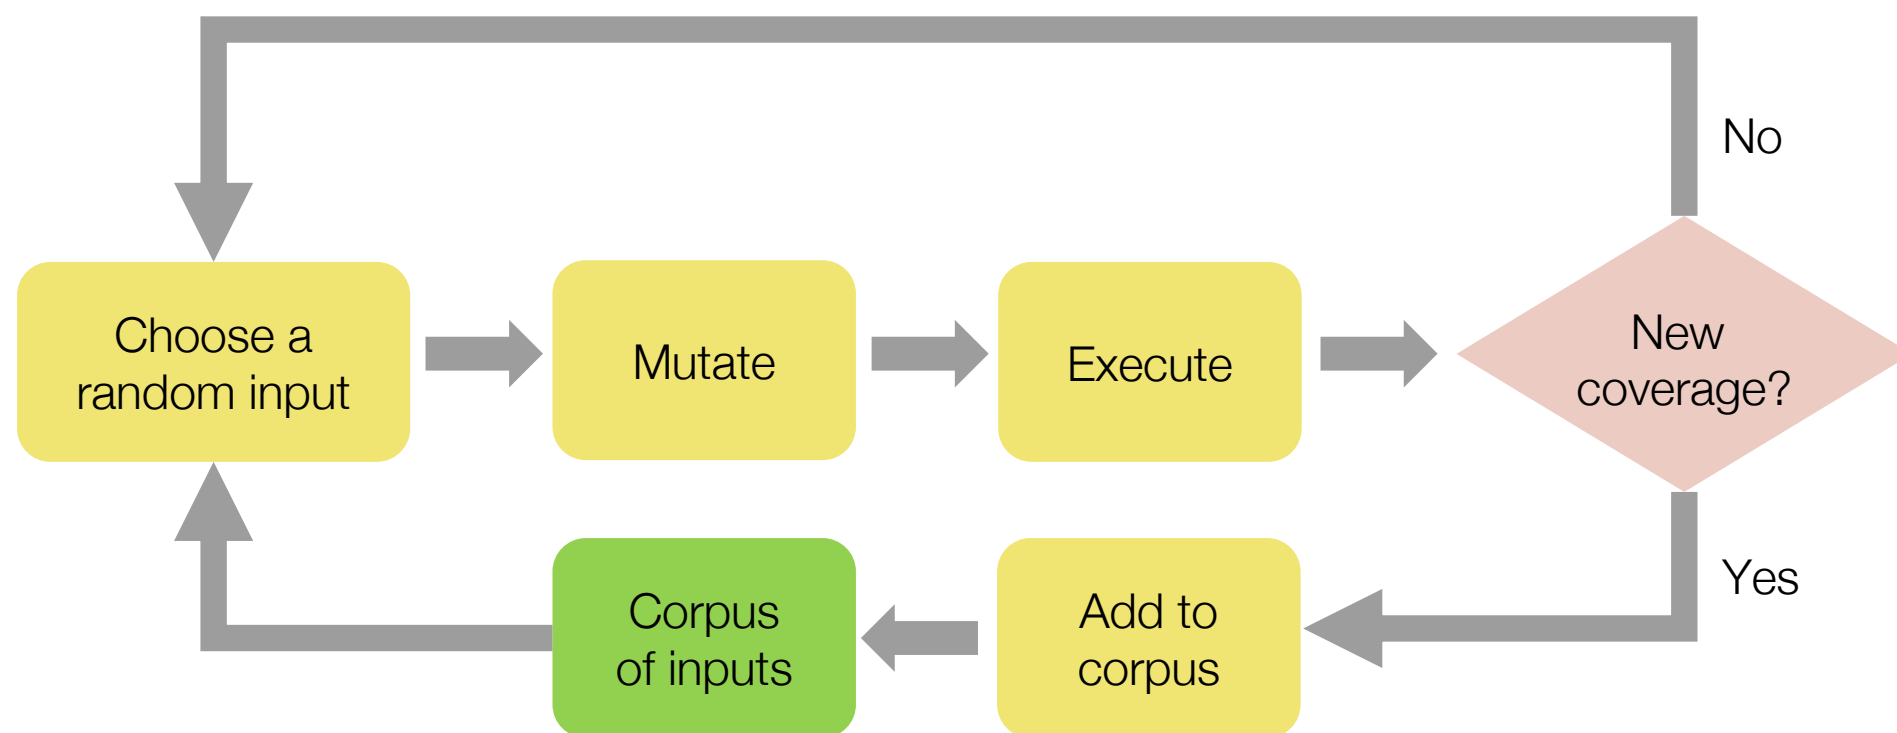 No
Choose a
random input
Mutate
Execute
New
coverage?
Yes
Corpus
of inputs
Add to
corpus